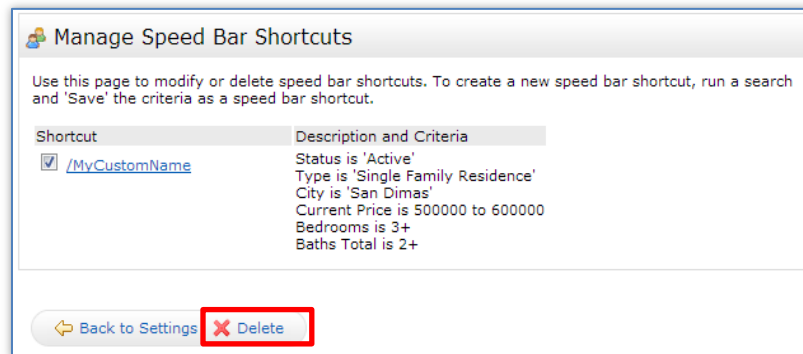 Manage Speed Bar Shortcuts
Use this page to modify or delete speed bar shortcuts. To create a new speed bar shortcut, run a search
and 'Save' the criteria as a speed bar shortcut.
Shortcut Description and Criteria
/MyCustomName Status is 'Active'
Type is 'Single Family Residence'
City is 'San Dimas'
Current Price is 500000 to 600000
Bedrooms is 3+
Baths Total is 2+
Back to Settings Delete